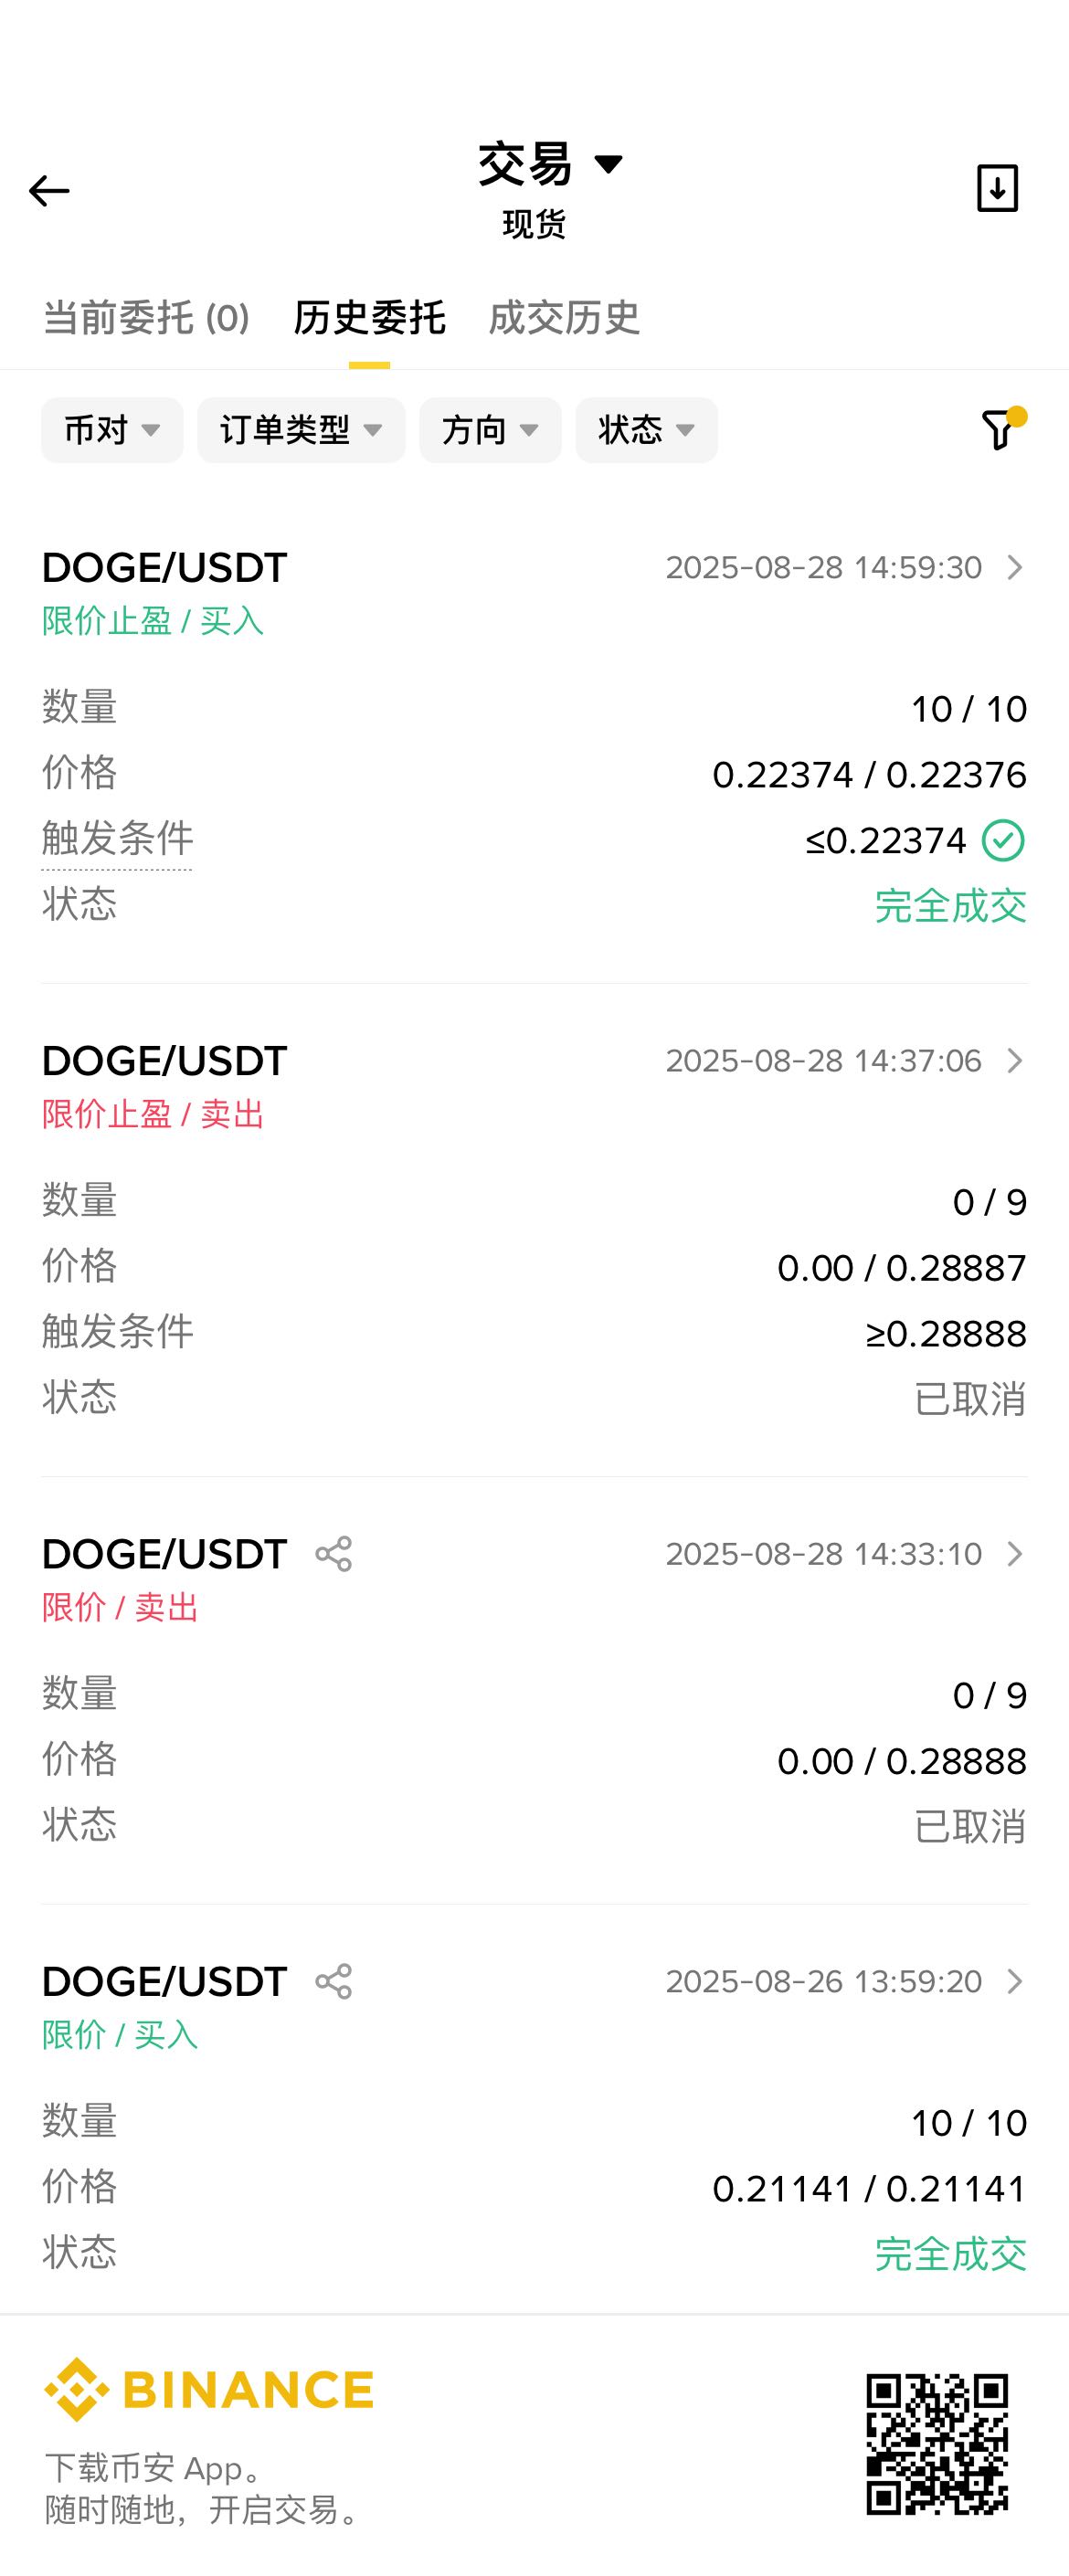 交易
现货
当前委托 (0) 历史委托 成交历史
币对 订单类型 方向 状态
DOGE/USDT 2025-08-28 14:59:30
限价止盈 / 买入
数量 10 / 10
价格 0.22374 / 0.22376
触发条件 ≤0.22374
状态 完全成交
DOGE/USDT 2025-08-28 14:37:06
限价止盈 / 卖出
数量 0 / 9
价格 0.00 / 0.28887
触发条件 ≥0.28888
状态 已取消
DOGE/USDT 2025-08-28 14:33:10
限价 / 卖出
数量 0 / 9
价格 0.00 / 0.28888
状态 已取消
DOGE/USDT 2025-08-26 13:59:20
限价 / 买入
数量 10 / 10
价格 0.21141 / 0.21141
状态 完全成交
BINANCE
下载币安 App。
随时随地，开启交易。